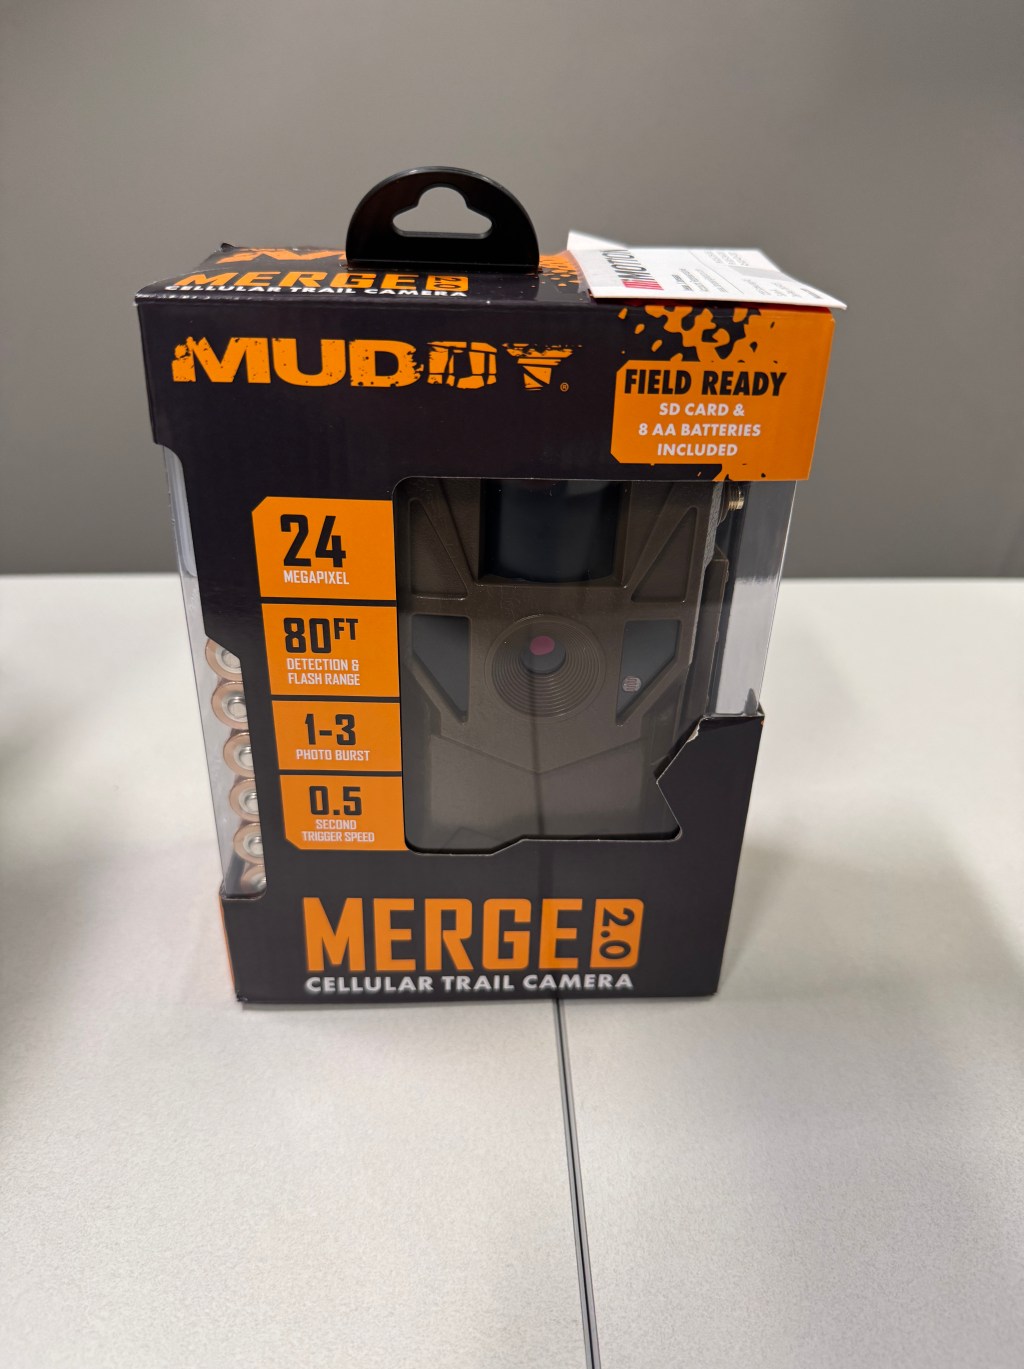 MERGE 2.0
CELLULAR TRAIL CAMERA
MOTION
MUDDY®
FIELD READY
SD CARD &
8 AA BATTERIES
INCLUDED
24
MEGAPIXEL
80FT
DETECTION &
FLASH RANGE
1-3
PHOTO BURST
0.5
SECOND
TRIGGER SPEED
MERGE 2.0
CELLULAR TRAIL CAMERA